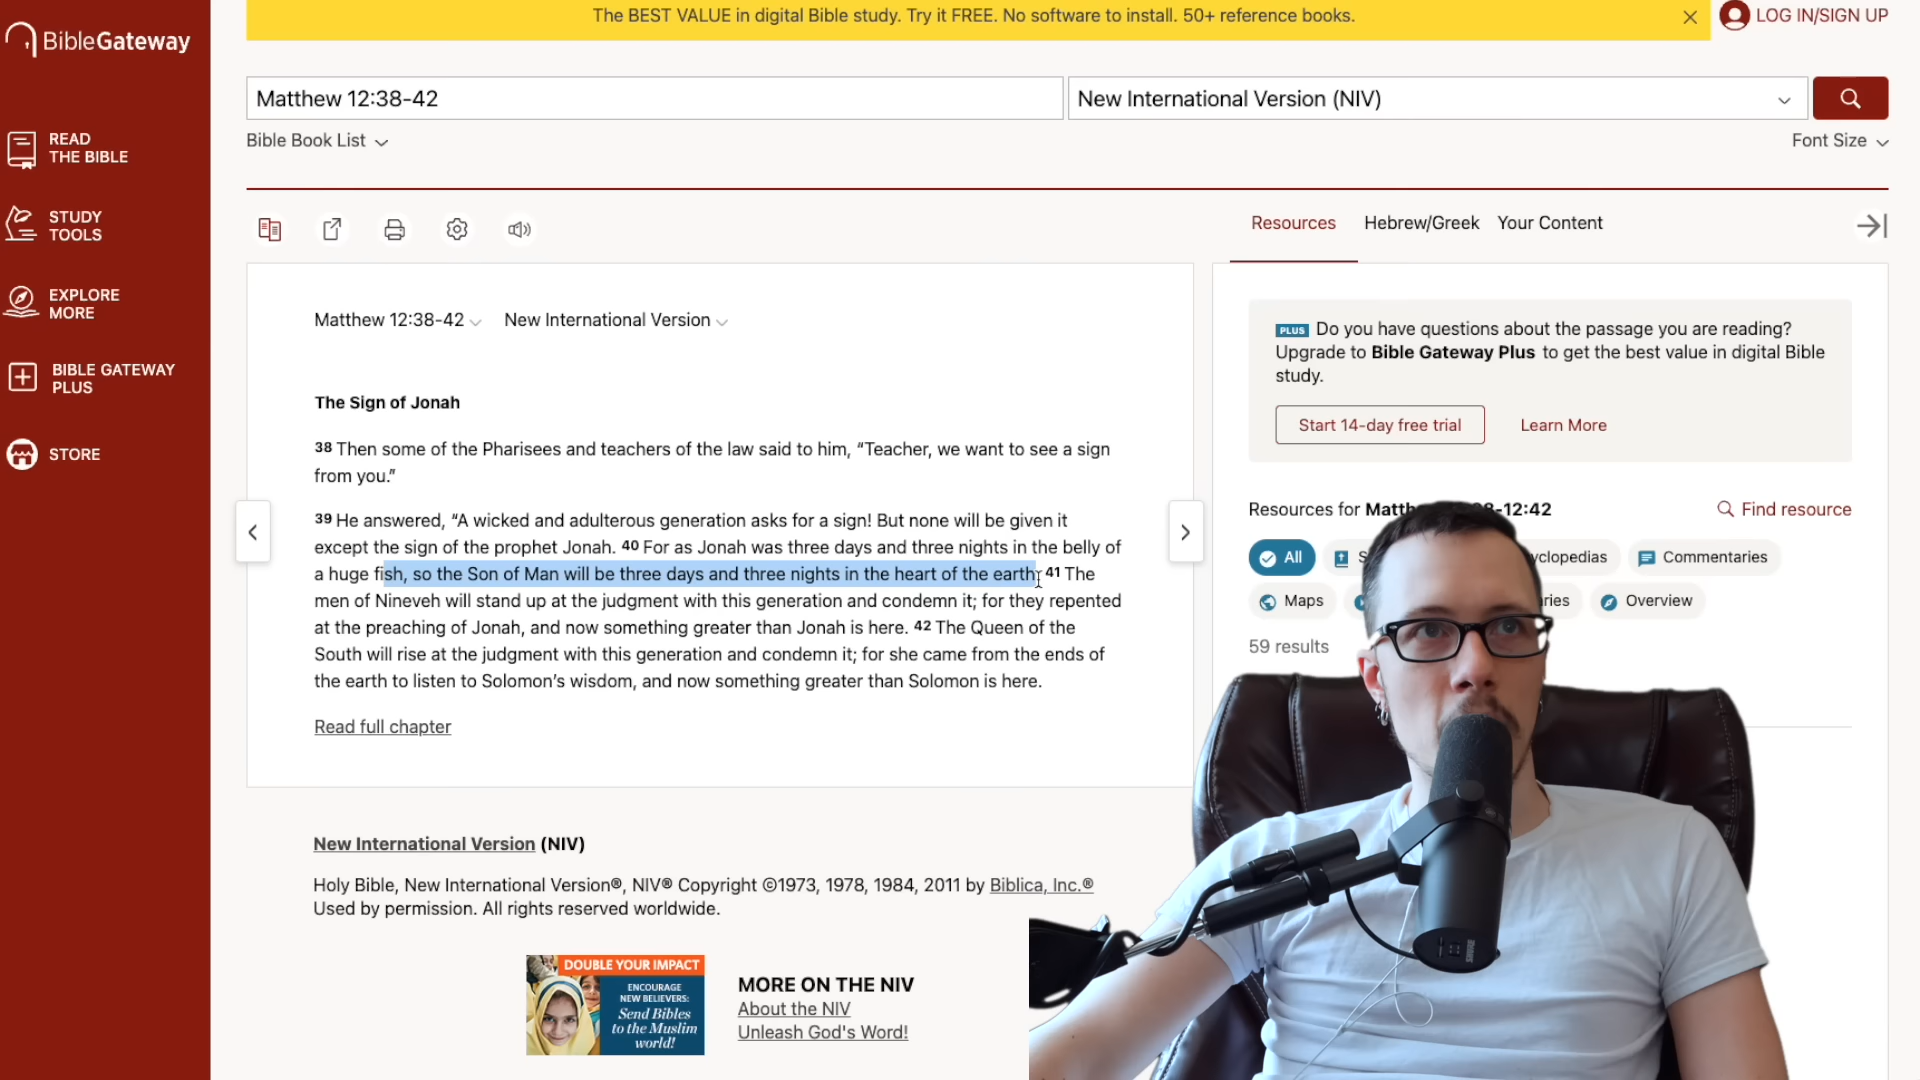 The BEST VALUE in digital Bible study. Try it FREE. No software to install. 50+ reference books.
LOG IN/SIGN UP
BibleGateway
Matthew 12:38-42
New International Version (NIV)
Bible Book List
Font Size
READ
THE BIBLE
STUDY
TOOLS
EXPLORE
MORE
BIBLE GATEWAY
PLUS
STORE
Resources Hebrew/Greek Your Content
Matthew 12:38-42 New International Version
The Sign of Jonah
38 Then some of the Pharisees and teachers of the law said to him, “Teacher, we want to see a sign
from you.”
39 He answered, “A wicked and adulterous generation asks for a sign! But none will be given it
except the sign of the prophet Jonah. 40 For as Jonah was three days and three nights in the belly of
a huge fish, so the Son of Man will be three days and three nights in the heart of the earth. 41 The
men of Nineveh will stand up at the judgment with this generation and condemn it; for they repented
at the preaching of Jonah, and now something greater than Jonah is here. 42 The Queen of the
South will rise at the judgment with this generation and condemn it; for she came from the ends of
the earth to listen to Solomon’s wisdom, and now something greater than Solomon is here.
Read full chapter
New International Version (NIV)
Holy Bible, New International Version®, NIV® Copyright ©1973, 1978, 1984, 2011 by Biblica, Inc.®
Used by permission. All rights reserved worldwide.
DOUBLE YOUR IMPACT
ENCOURAGE
NEW BELIEVERS:
Send Bibles
to the Muslim
world!
MORE ON THE NIV
About the NIV
Unleash God's Word!
PLUS Do you have questions about the passage you are reading?
Upgrade to Bible Gateway Plus to get the best value in digital Bible
study.
Start 14-day free trial Learn More
Resources for -12:42 Find resource
All Commentaries
Maps Overview
59 results
SHURE